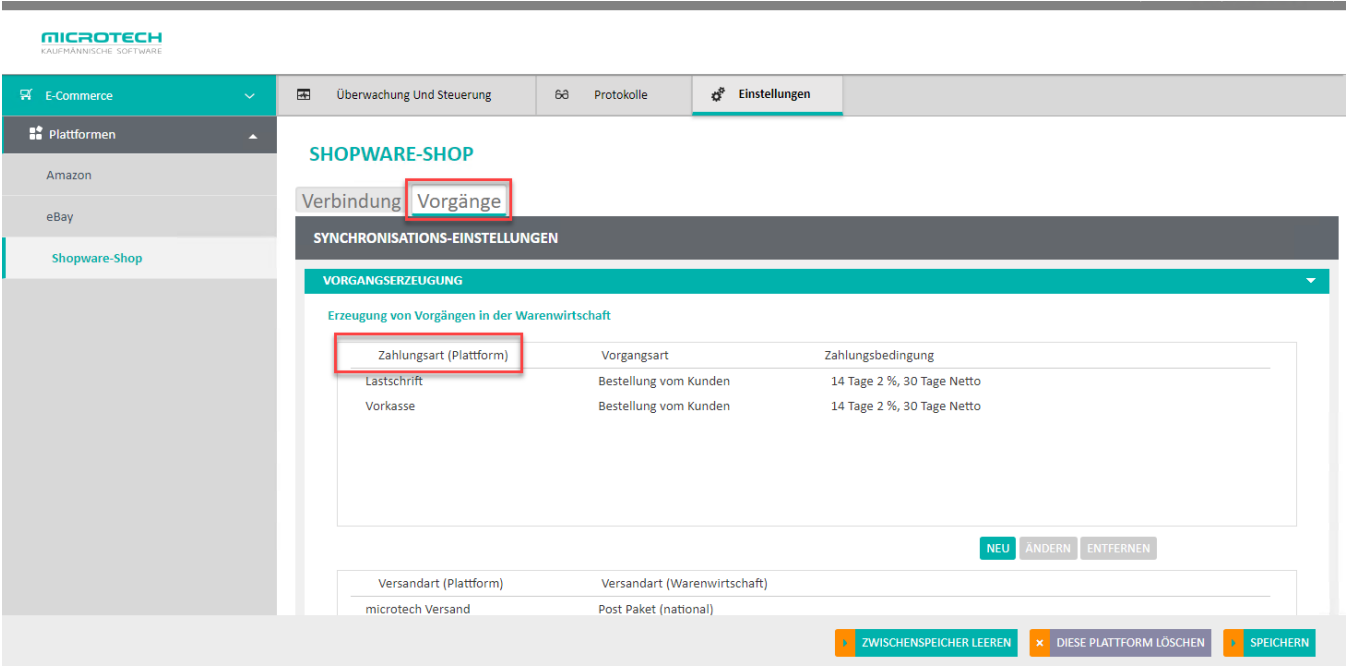 MICROTECH
KAUFMÄNNISCHE SOFTWARE
E-Commerce
Überwachung Und Steuerung
Protokolle
Einstellungen
Plattformen
Amazon
eBay
Shopware-Shop
SHOPWARE-SHOP
Verbindung Vorgänge
SYNCHRONISATIONS-EINSTELLUNGEN
VORGANGSERZEUGUNG
Erzeugung von Vorgängen in der Warenwirtschaft
Zahlungsart (Plattform) Vorgangsart Zahlungsbedingung
Lastschrift Bestellung vom Kunden 14 Tage 2 %, 30 Tage Netto
Vorkasse Bestellung vom Kunden 14 Tage 2 %, 30 Tage Netto
NEU ÄNDERN ENTFERNEN
Versandart (Plattform) Versandart (Warenwirtschaft)
microtech Versand Post Paket (national)
ZWISCHENSPEICHER LEEREN DIESE PLATTFORM LÖSCHEN SPEICHERN